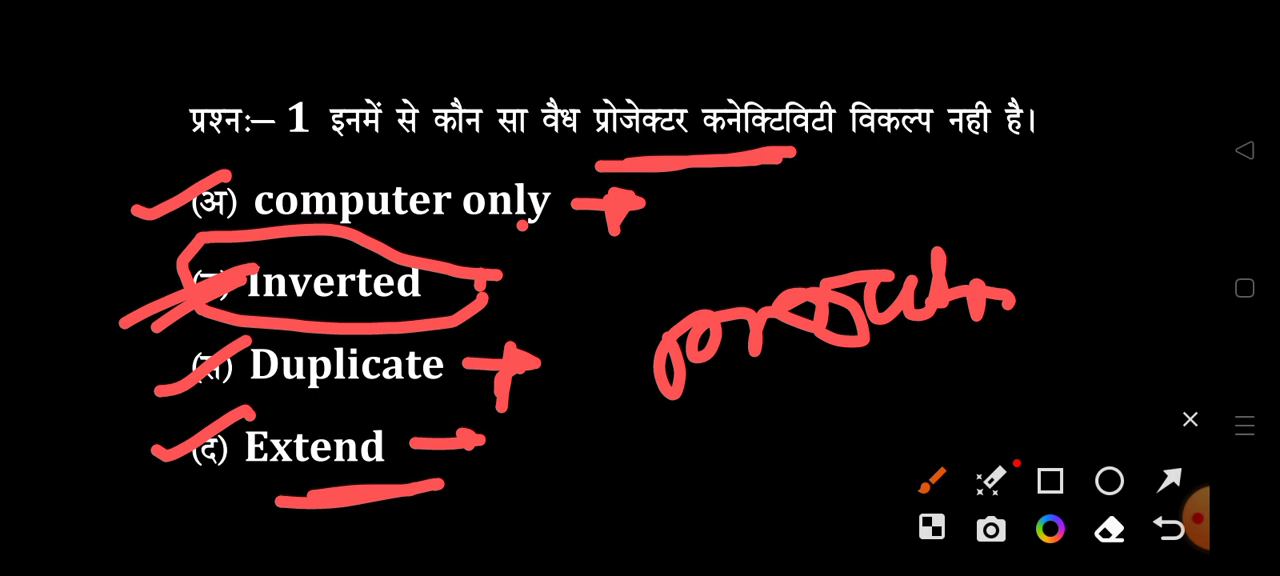 प्रश्नः– 1 इनमें से कौन सा वैध प्रोजेक्टर कनेक्टिविटी विकल्प नही है।
(अ) computer only
(ब) Inverted
(स) Duplicate
(द) Extend